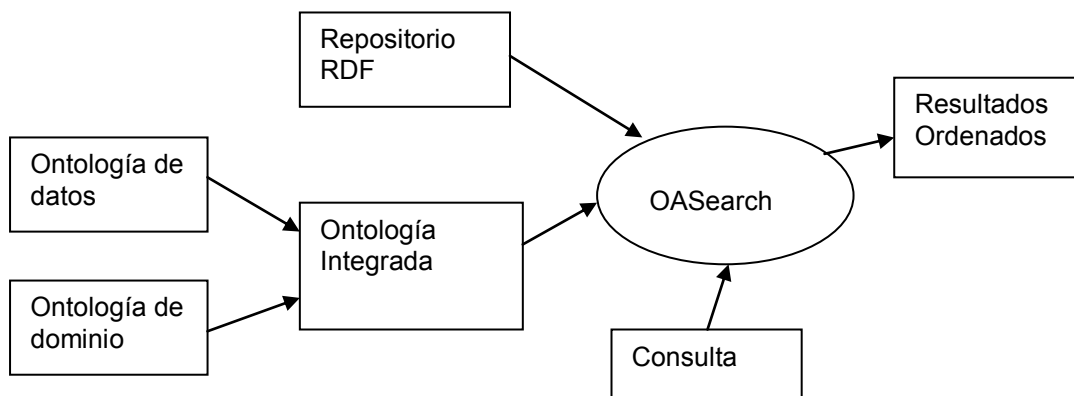 Repositorio
RDF
Resultados
Ordenados
Ontología de
datos
OASearch
Ontología
Integrada
Ontología de
dominio
Consulta